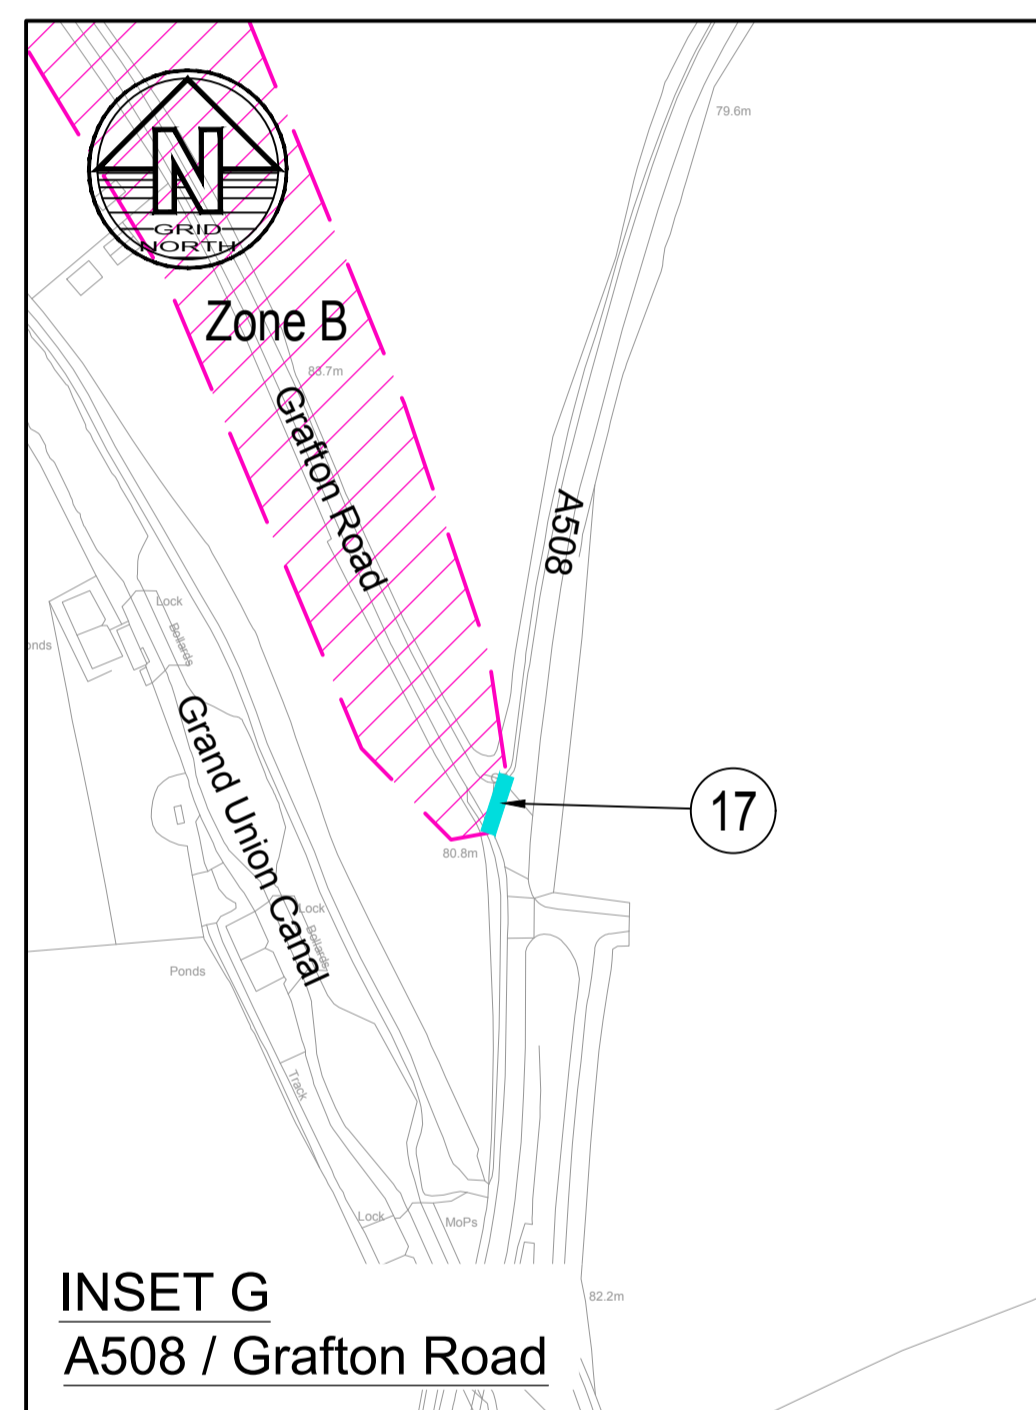 79.6m
N
GRID
NORTH
Zone B
83.7m
Grafton Road
A508
Lock
Bollards
onds
Grand Union Canal
17
80.8m
Lock
Bollards
Ponds
Track
Lock
MoPs
82.2m
INSET G
A508 / Grafton Road